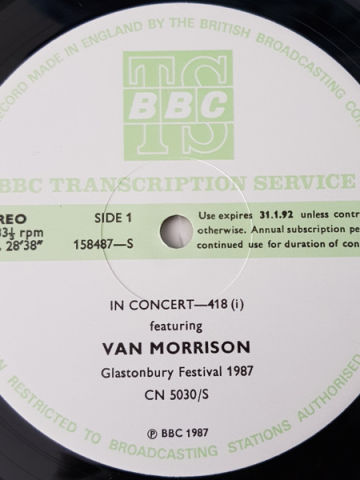 RECORD MADE IN ENGLAND BY THE BRITISH BROADCASTING
TS
BBC
BBC TRANSCRIPTION SERVICE
SIDE 1
33⅓ rpm
28'38"
158487—S
Use expires 31.1.92 unless
otherwise. Annual subscription
continued use for duration of
IN CONCERT—418 (i)
featuring
VAN MORRISON
Glastonbury Festival 1987
CN 5030/S
℗ BBC 1987
RESTRICTED TO BROADCASTING STATIONS AUTHORISED